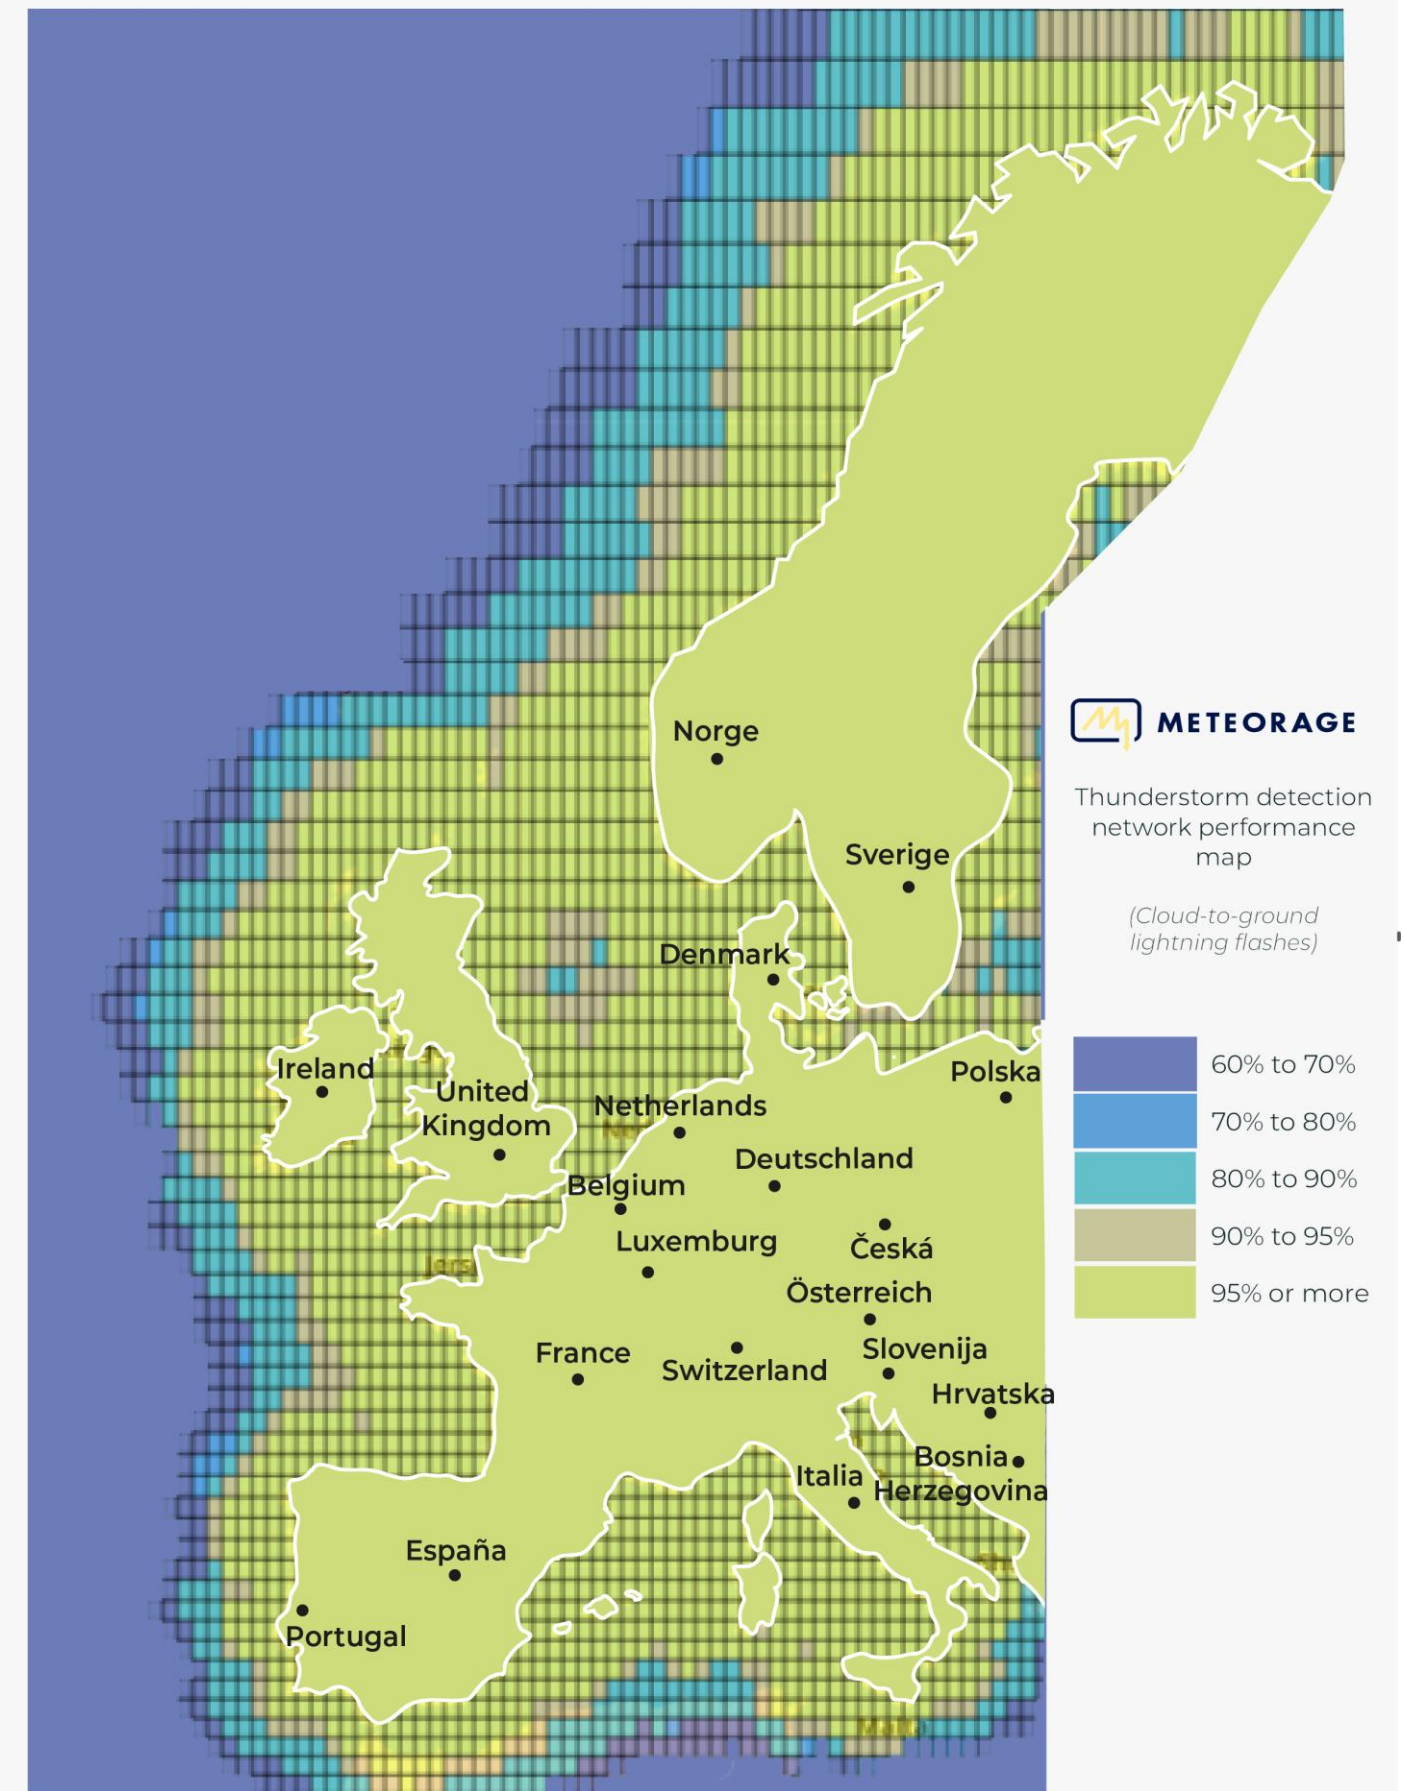 Norge
METEORAGE
Thunderstorm detection
network performance
map
Sverige
(Cloud-to-ground
lightning flashes)
Denmark
Ireland
Polska
60% to 70%
United
Kingdom
Netherlands
70% to 80%
Deutschland
Belgium
80% to 90%
Luxemburg
Česká
90% to 95%
Österreich
95% or more
France
Slovenija
Switzerland
Hrvatska
Bosnia
Herzegovina
Italia
España
Portugal
Malta